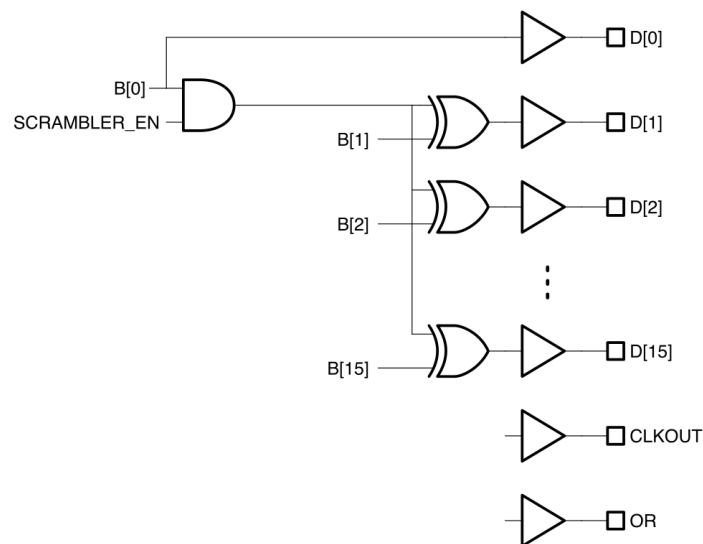 D[0]
B[0]
SCRAMBLER_EN
D[1]
B[1]
D[2]
B[2]
D[15]
B[15]
CLKOUT
OR